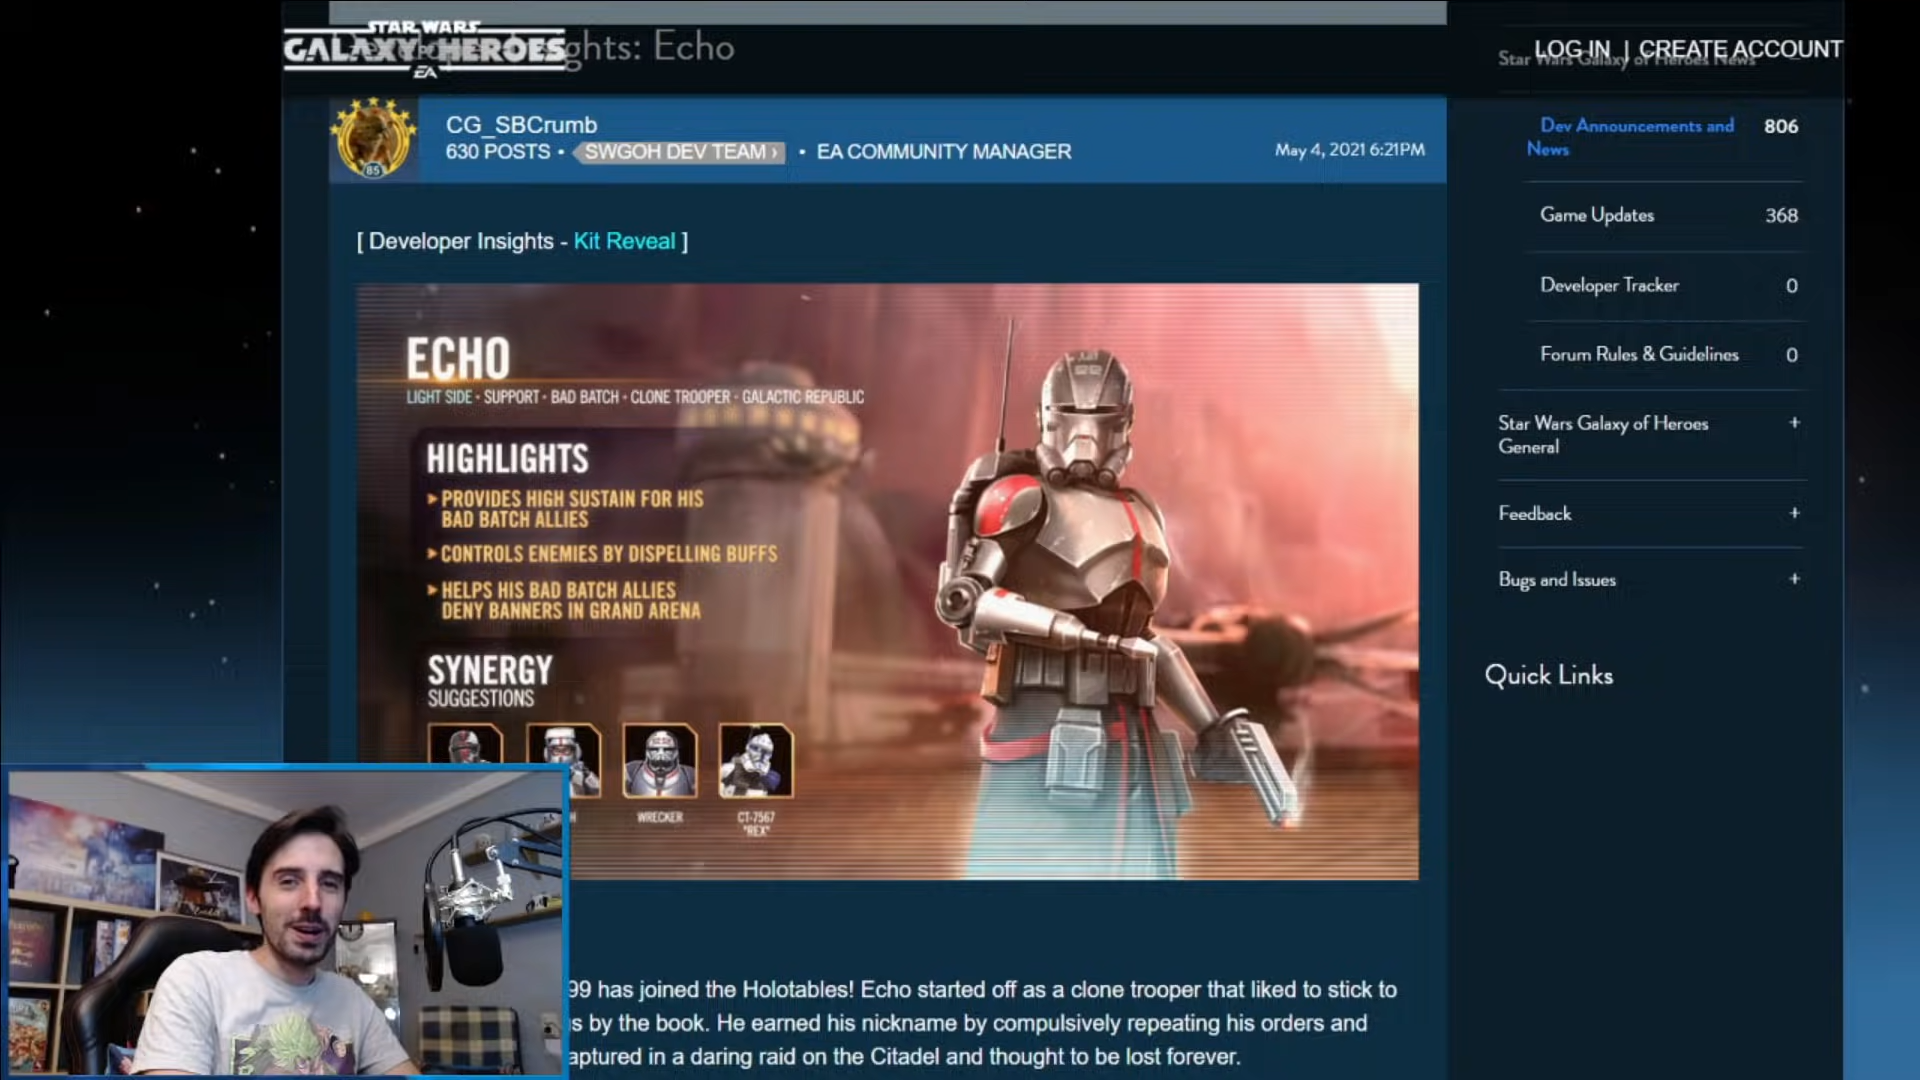 STAR WARS
GALAXY OF HEROES
EA
ghts: Echo
LOG IN | CREATE ACCOUNT
Star Wars Galaxy of Heroes News
CG_SBCrumb
630 POSTS • SWGOH DEV TEAM › • EA COMMUNITY MANAGER
May 4, 2021 6:21PM
85
[ Developer Insights - Kit Reveal ]
ECHO
LIGHT SIDE • SUPPORT • BAD BATCH • CLONE TROOPER • GALACTIC REPUBLIC
HIGHLIGHTS
PROVIDES HIGH SUSTAIN FOR HIS
BAD BATCH ALLIES
CONTROLS ENEMIES BY DISPELLING BUFFS
HELPS HIS BAD BATCH ALLIES
DENY BANNERS IN GRAND ARENA
SYNERGY
SUGGESTIONS
H
WRECKER
CT-7567
"REX"
99 has joined the Holotables! Echo started off as a clone trooper that liked to stick to
s by the book. He earned his nickname by compulsively repeating his orders and
aptured in a daring raid on the Citadel and thought to be lost forever.
Dev Announcements and
News
806
Game Updates 368
Developer Tracker 0
Forum Rules & Guidelines 0
Star Wars Galaxy of Heroes
General +
Feedback +
Bugs and Issues +
Quick Links